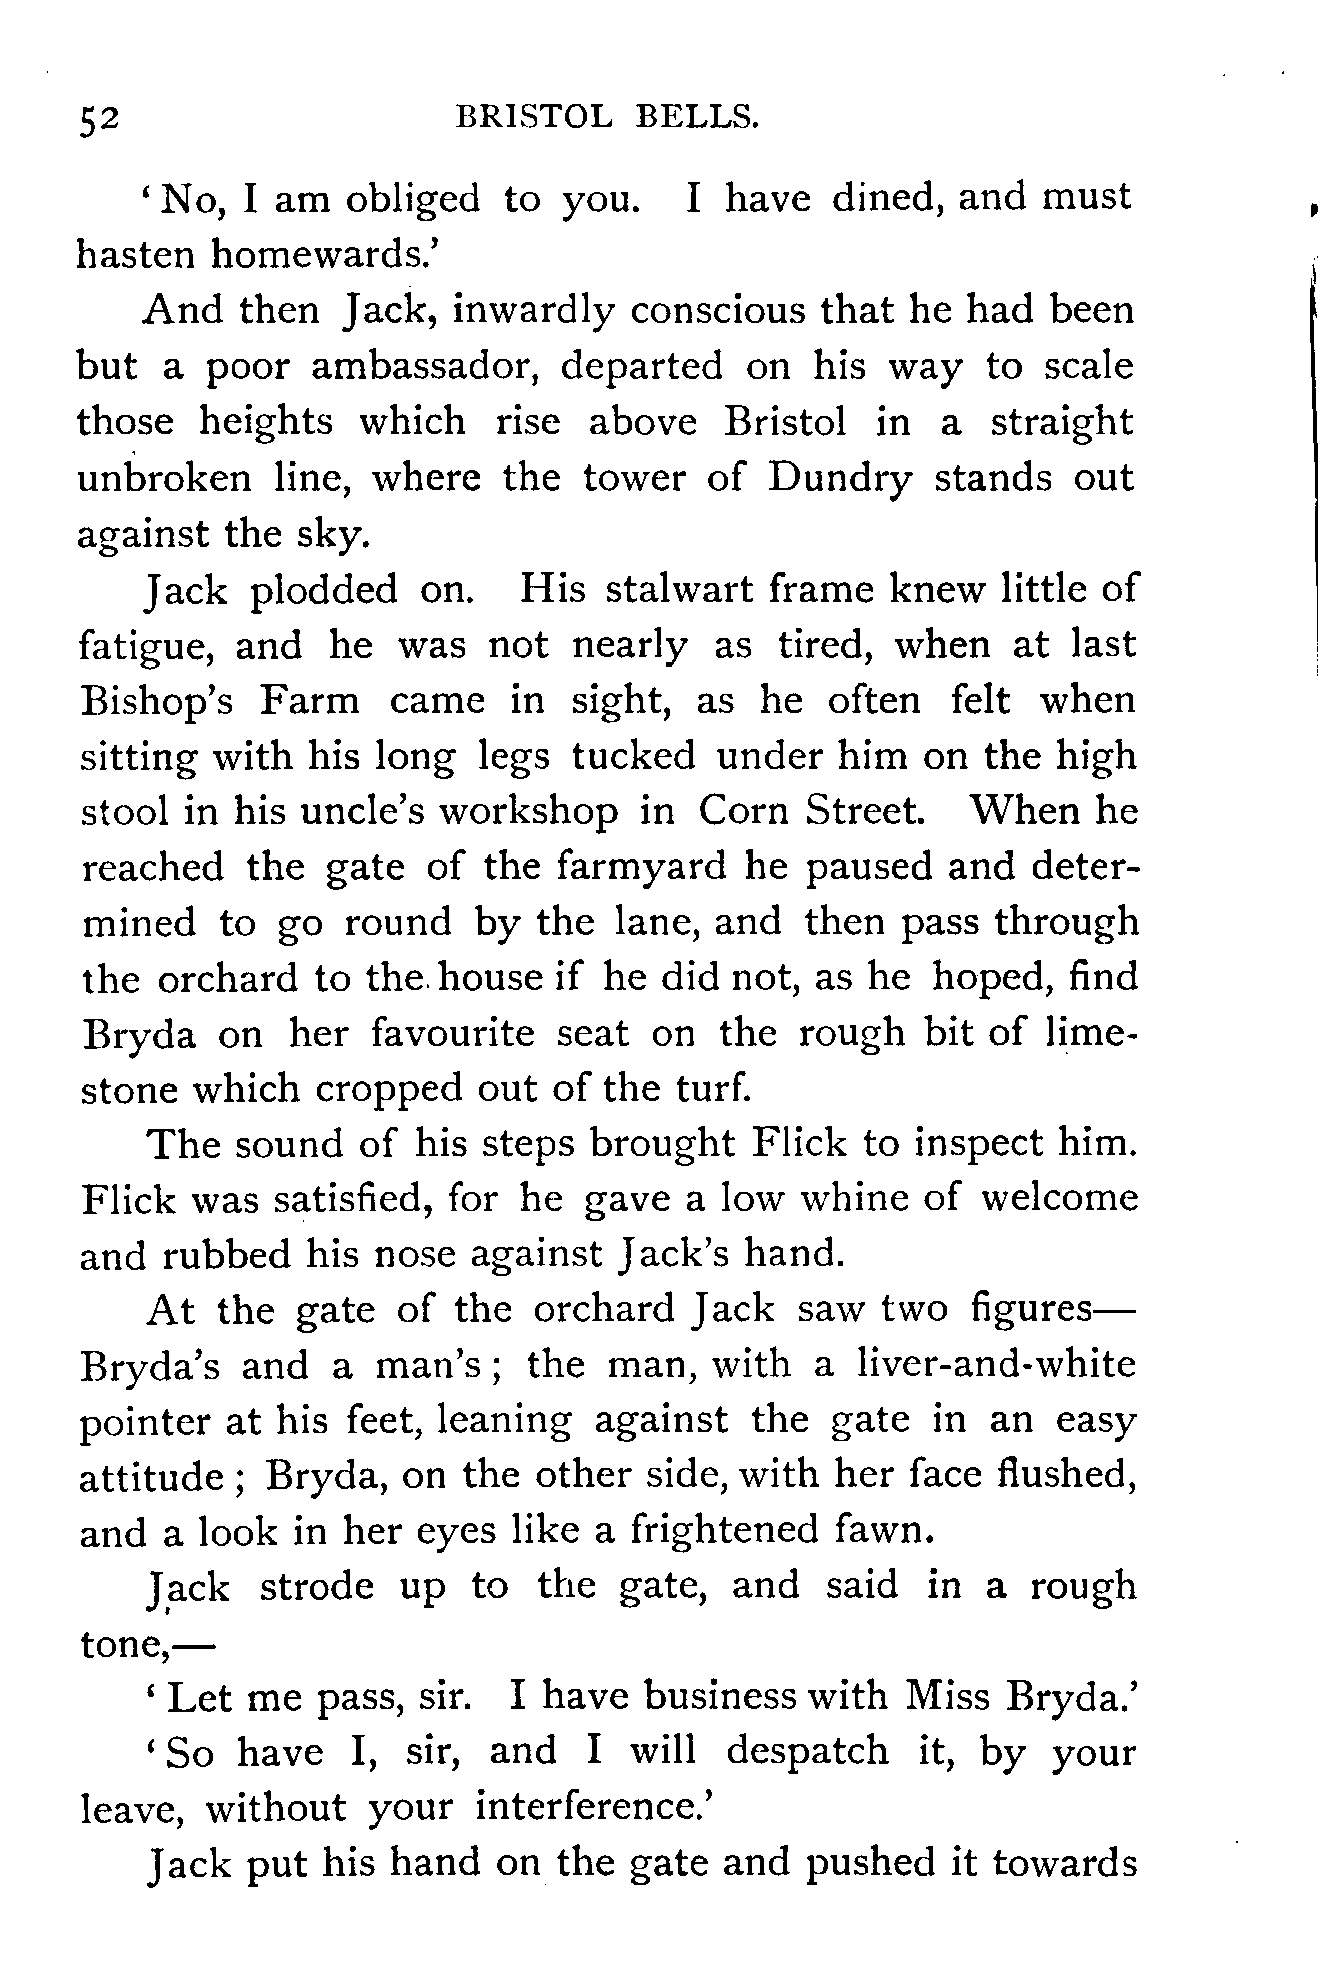 52 BRISTOL BELLS.
‘ No, I am obliged to you. I have dined, and must
hasten homewards.’
And then Jack, inwardly conscious that he had been
but a poor ambassador, departed on his way to scale
those heights which rise above Bristol in a straight
unbroken line, where the tower of Dundry stands out
against the sky.
Jack plodded on. His stalwart frame knew little of
fatigue, and he was not nearly as tired, when at last
Bishop’s Farm came in sight, as he often felt when
sitting with his long legs tucked under him on the high
stool in his uncle’s workshop in Corn Street. When he
reached the gate of the farmyard he paused and deter-
mined to go round by the lane, and then pass through
the orchard to the house if he did not, as he hoped, find
Bryda on her favourite seat on the rough bit of lime-
stone which cropped out of the turf.
The sound of his steps brought Flick to inspect him.
Flick was satisfied, for he gave a low whine of welcome
and rubbed his nose against Jack’s hand.
At the gate of the orchard Jack saw two figures—
Bryda’s and a man’s ; the man, with a liver-and-white
pointer at his feet, leaning against the gate in an easy
attitude ; Bryda, on the other side, with her face flushed,
and a look in her eyes like a frightened fawn.
Jack strode up to the gate, and said in a rough
tone,—
‘ Let me pass, sir. I have business with Miss Bryda.’
‘ So have I, sir, and I will despatch it, by your
leave, without your interference.’
Jack put his hand on the gate and pushed it towards